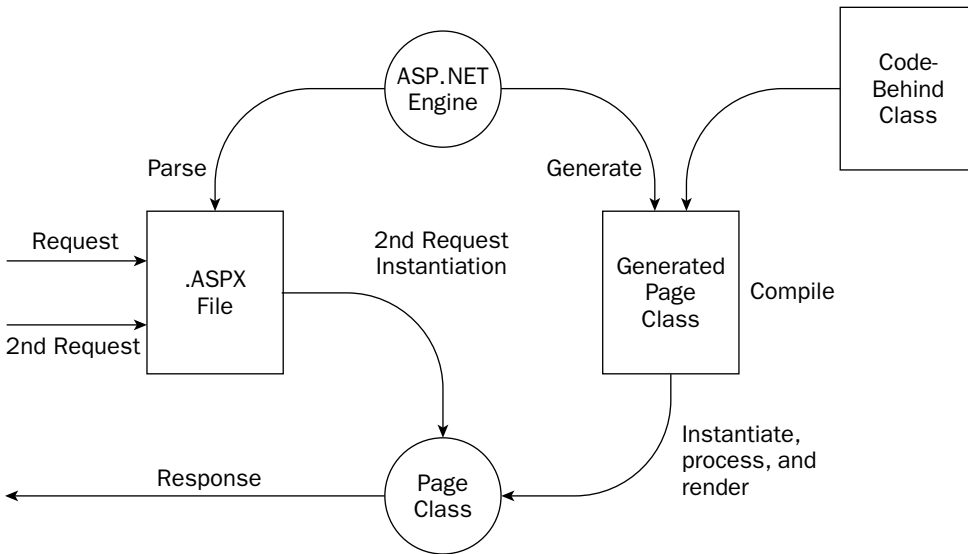 ASP.NET
Engine
Code-
Behind
Class
Parse
Generate
Request
2nd Request
.ASPX
File
2nd Request
Instantiation
Generated
Page
Class
Compile
Instantiate,
process, and
render
Response
Page
Class